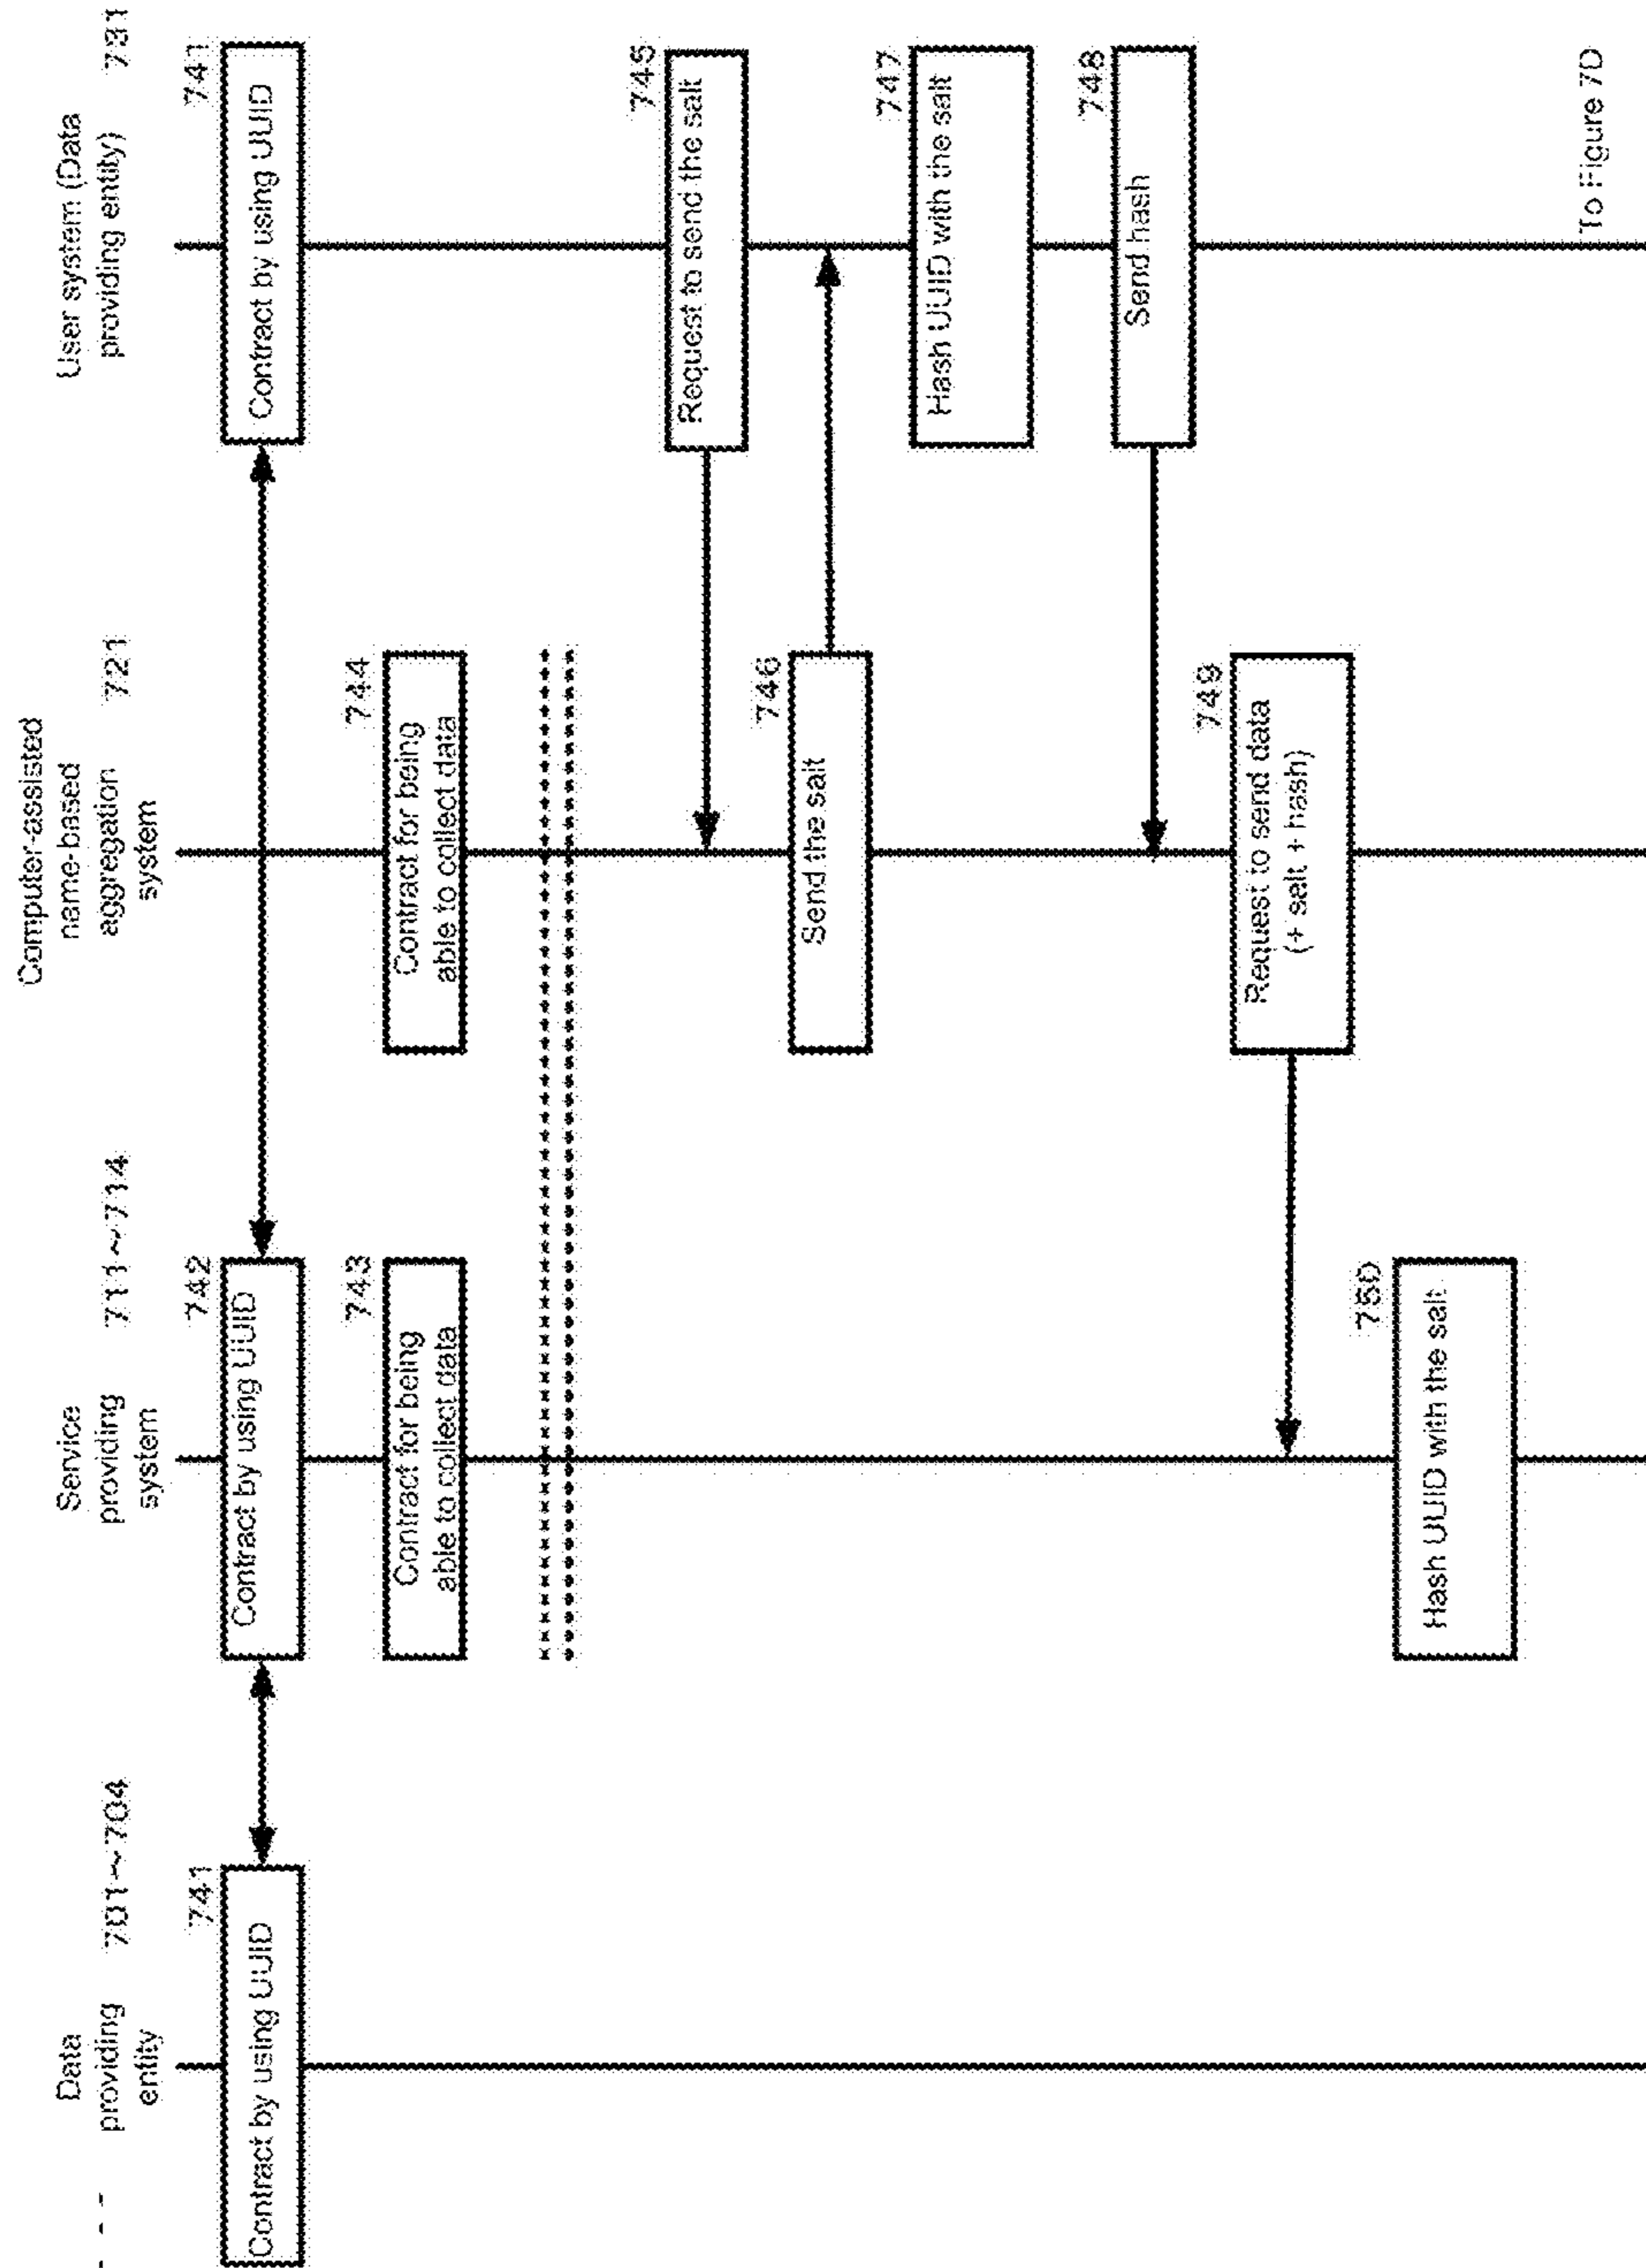 Data
providing 701~704
entity
Service
providing 711~714
system
Computer-assisted
name-based
aggregation 721
system
User system (Data
providing entity) 731
741
Contract by using UUID
742
Contract by using UUID
741
Contract by using UUID
743
Contract for being
able to collect data
744
Contract for being
able to collect data
745
Request to send the salt
746
Send the salt
747
Hash UUID with the salt
748
Send hash
749
Request to send data
(+ salt + hash)
750
Hash UUID with the salt
To Figure 7D